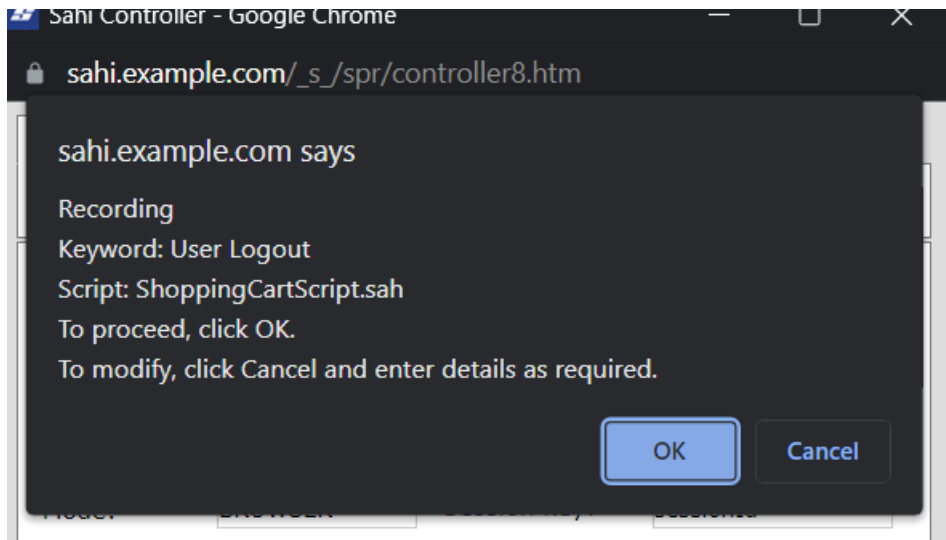 Sahi Controller - Google Chrome
sahi.example.com/_s_/spr/controller8.htm
sahi.example.com says
Recording
Keyword: User Logout
Script: ShoppingCartScript.sah
To proceed, click OK.
To modify, click Cancel and enter details as required.
OK Cancel